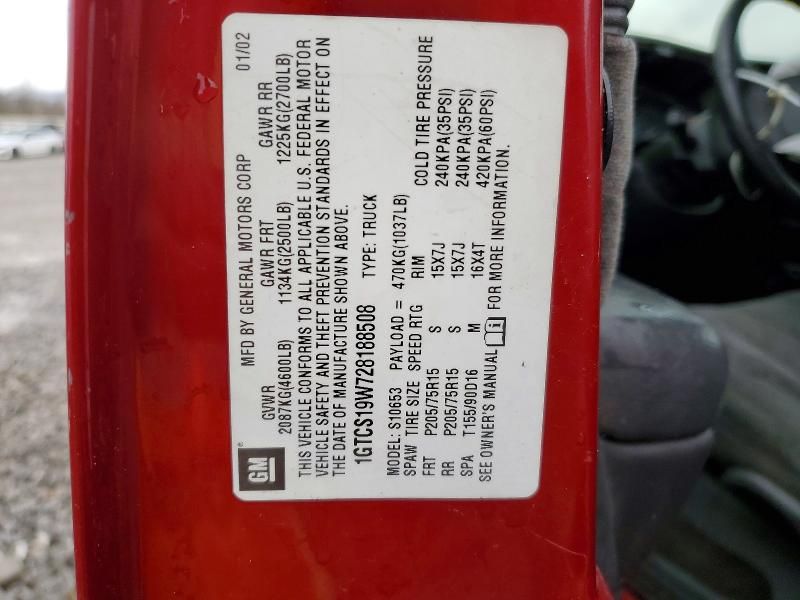 MFD BY GENERAL MOTORS CORP 01/02
GVWR GAWR FRT GAWR RR
2087KG(4600LB) 1134KG(2500LB) 1225KG(2700LB)
THIS VEHICLE CONFORMS TO ALL APPLICABLE U.S. FEDERAL MOTOR
VEHICLE SAFETY AND THEFT PREVENTION STANDARDS IN EFFECT ON
THE DATE OF MANUFACTURE SHOWN ABOVE.
GM®
1GTCS19W728188508 TYPE: TRUCK
MODEL: S10653 PAYLOAD = 470KG(1037LB)
SPAW TIRE SIZE SPEED RTG RIM COLD TIRE PRESSURE
FRT P205/75R15 S 15X7J 240KPA(35PSI)
RR P205/75R15 S 15X7J 240KPA(35PSI)
SPA T155/90D16 M 16X4T 420KPA(60PSI)
SEE OWNER'S MANUAL FOR MORE INFORMATION.